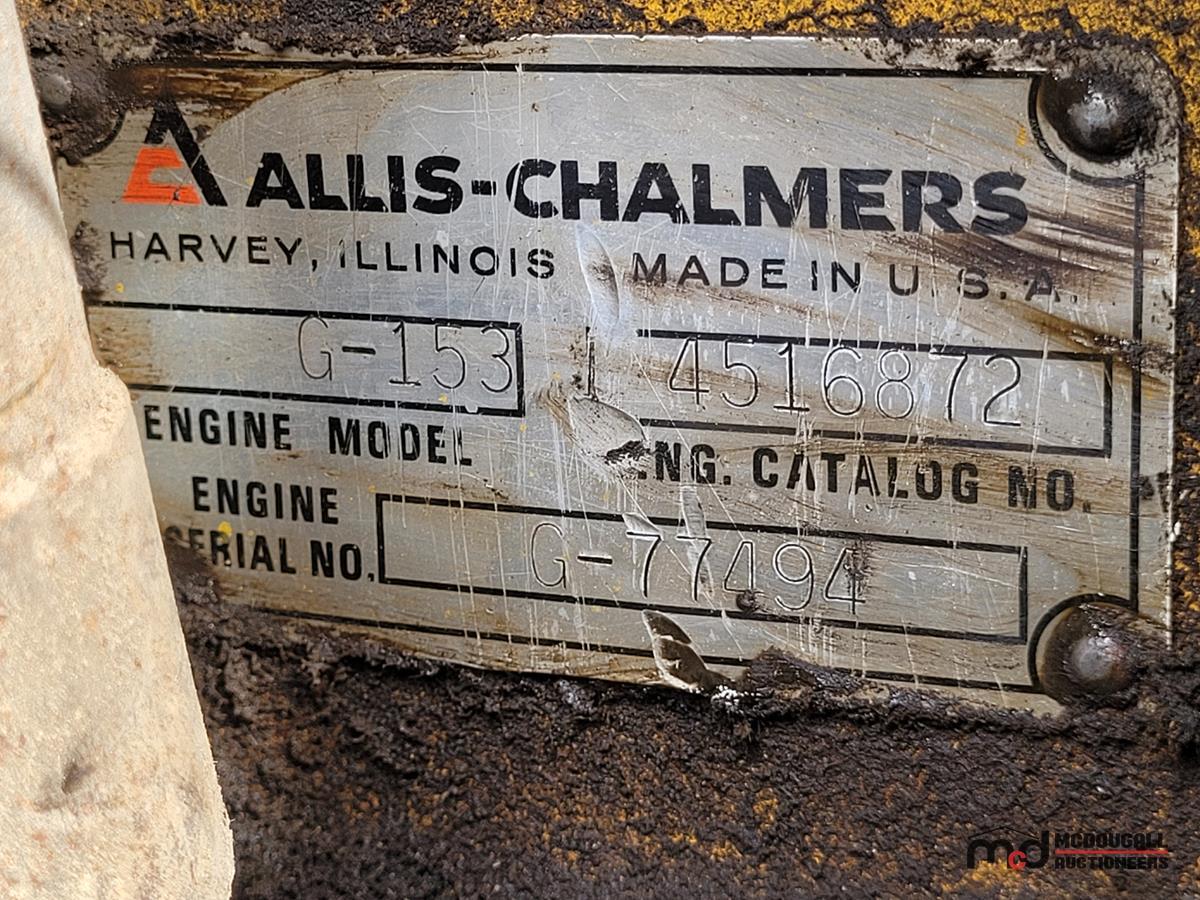 ALLIS-CHALMERS
HARVEY, ILLINOIS MADE IN U.S.A.
G-153 4516872
ENGINE MODEL ENG. CATALOG NO.
ENGINE
SERIAL NO. G-77494
mcd MCDOUGALL
AUCTIONEERS